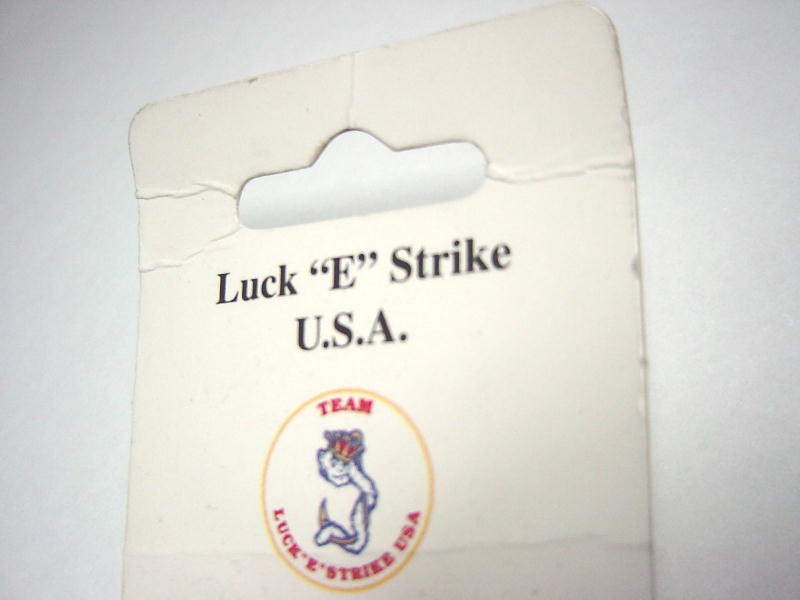 Luck “E” Strike
U.S.A.
TEAM
LUCK"E"STRIKE USA